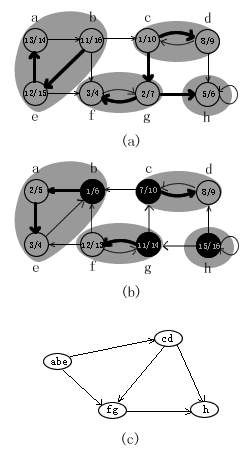 a b c d
13/14 11/16 1/10 8/9
12/15 3/4 2/7 5/6
e f g h
(a)
a b c d
2/5 1/6 7/10 8/9
3/4 12/13 11/14 15/16
e f g h
(b)
cd
abe
fg h
(c)